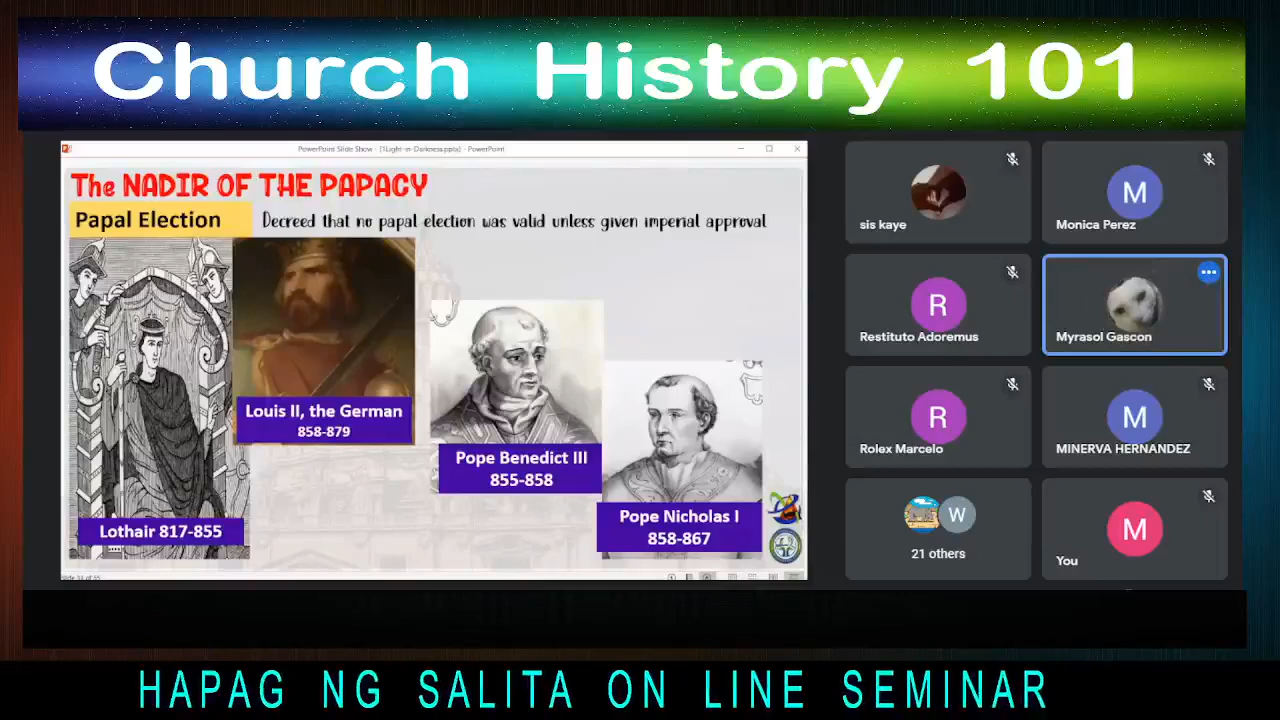 Church History 101
PowerPoint Slide Show - [1Light-in-Darkness.pptx] - PowerPoint
The NADIR OF THE PAPACY
Papal Election
Decreed that no papal election was valid unless given imperial approval
Louis II, the German
858-879
Pope Benedict III
855-858
Pope Nicholas I
858-867
Lothair 817-855
sis kaye
M
Monica Perez
R
Restituto Adoremus
Myrasol Gascon
R
Rolex Marcelo
M
MINERVA HERNANDEZ
W
21 others
M
You
HAPAG NG SALITA ON LINE SEMINAR